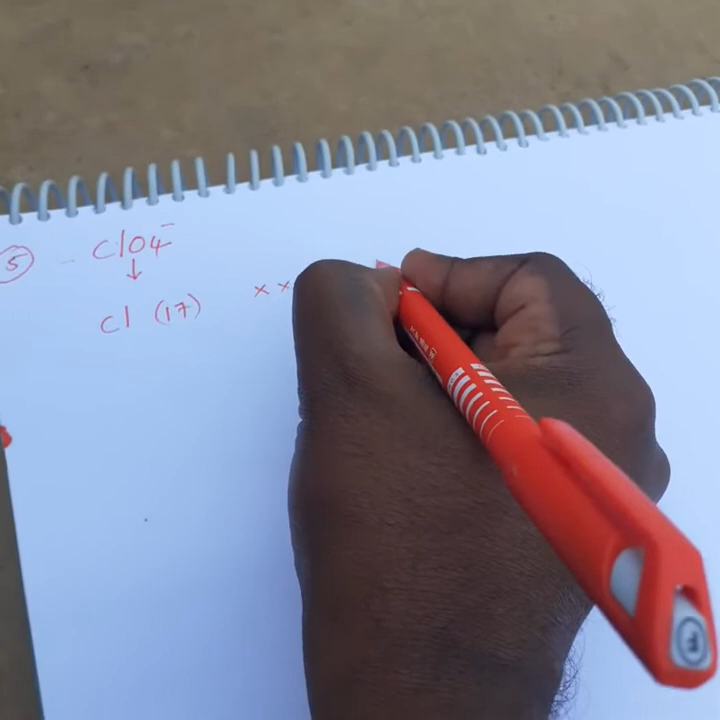 5 - ClO4⁻
↓
Cl (17) x x